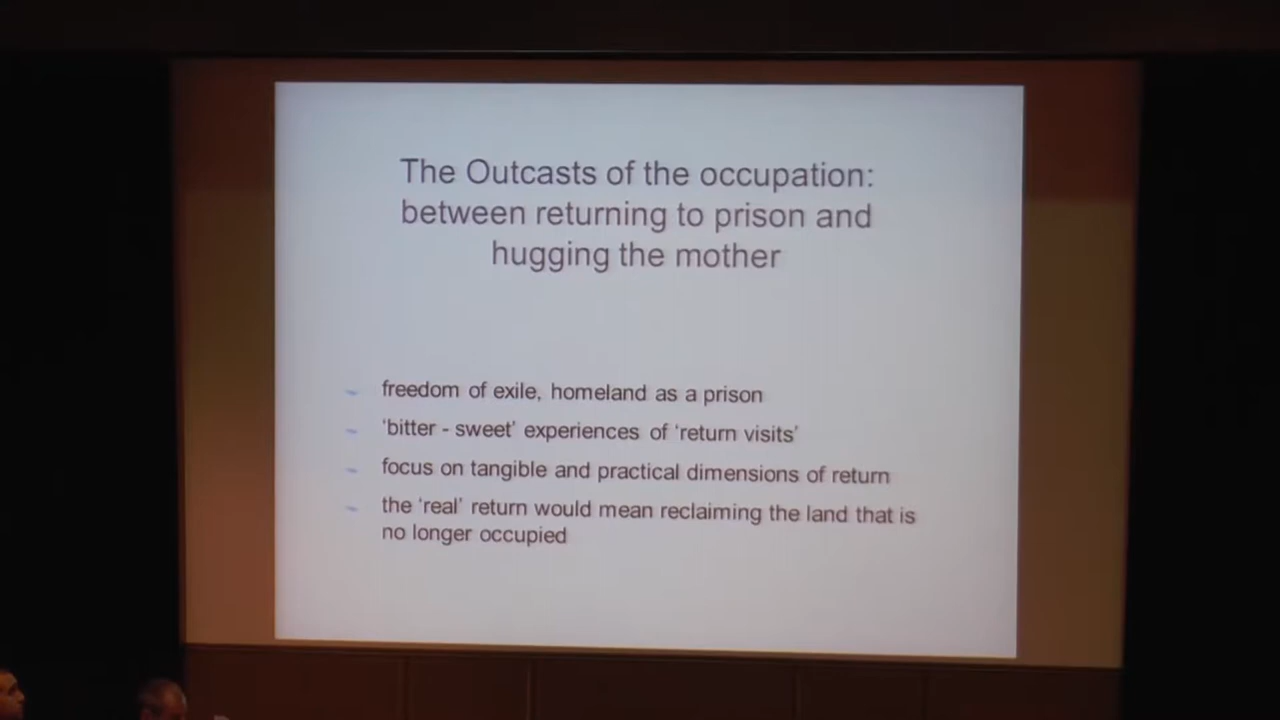 The Outcasts of the occupation:
between returning to prison and
hugging the mother
freedom of exile, homeland as a prison
‘bitter - sweet’ experiences of ‘return visits’
focus on tangible and practical dimensions of return
the ‘real’ return would mean reclaiming the land that is
no longer occupied